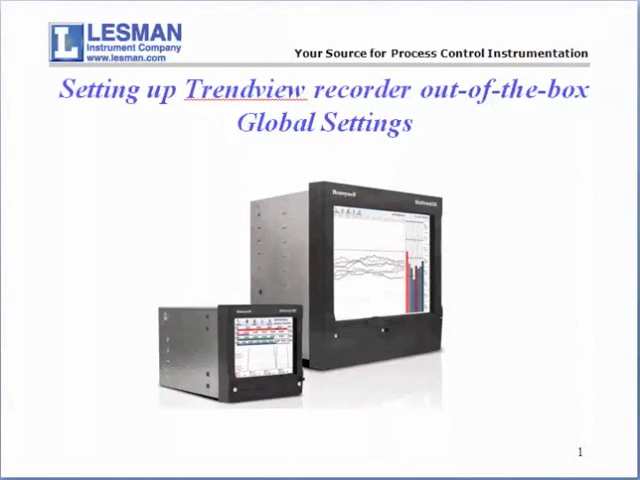 LESMAN
Instrument Company
www.lesman.com
Your Source for Process Control Instrumentation
Setting up Trendview recorder out-of-the-box
Global Settings
Honeywell
1